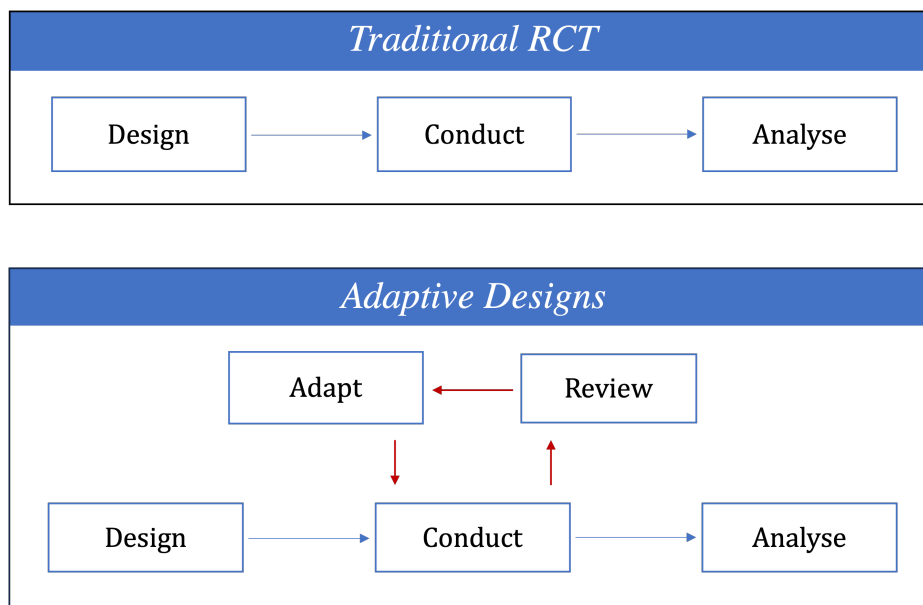 Traditional RCT
Design
Conduct
Analyse
Adaptive Designs
Adapt
Review
Design
Conduct
Analyse